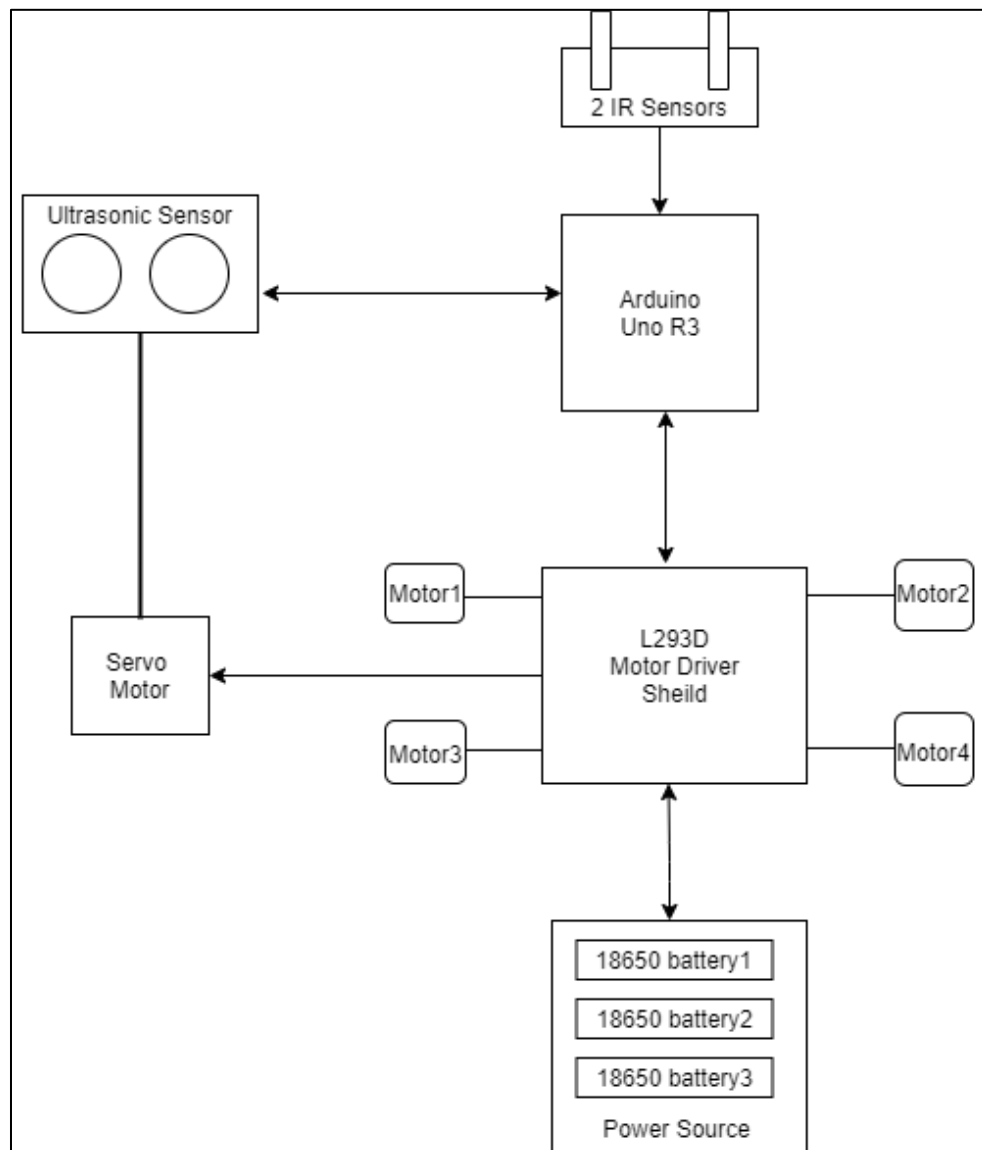 2 IR Sensors
Ultrasonic Sensor
Arduino
Uno R3
Motor1
Motor2
L293D
Motor Driver
Sheild
Servo
Motor
Motor3
Motor4
18650 battery1
18650 battery2
18650 battery3
Power Source